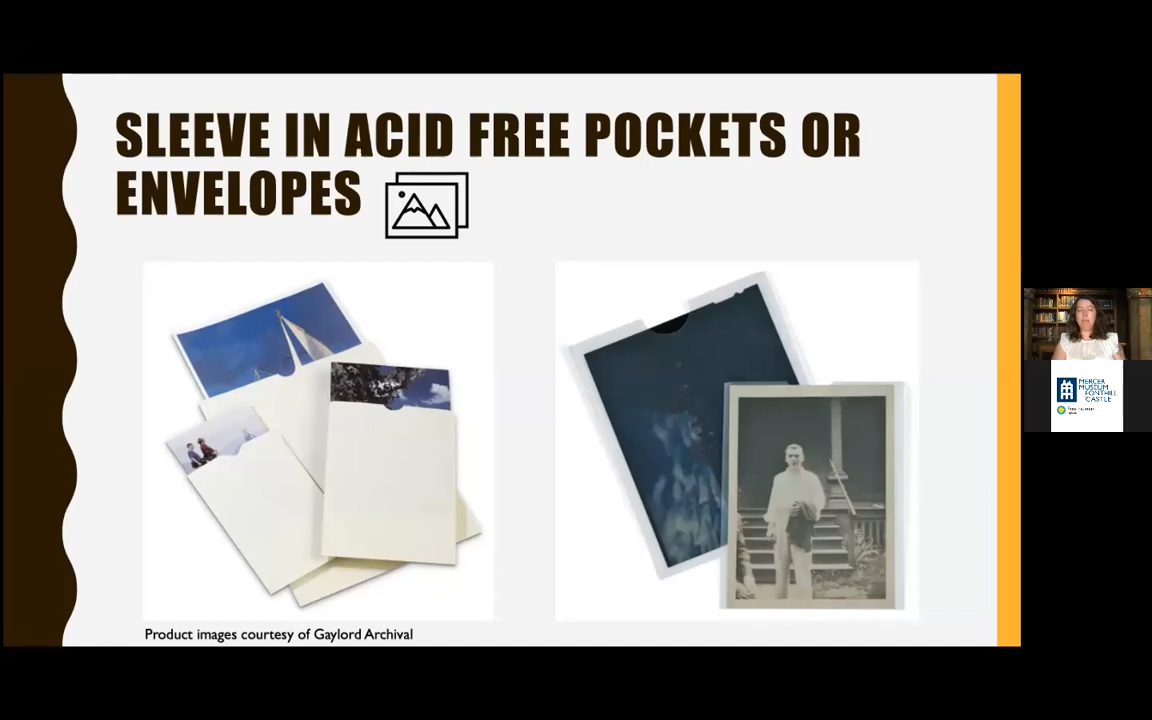 SLEEVE IN ACID FREE POCKETS OR
ENVELOPES
Product images courtesy of Gaylord Archival
MERCER
MUSEUM
FONTHILL
CASTLE